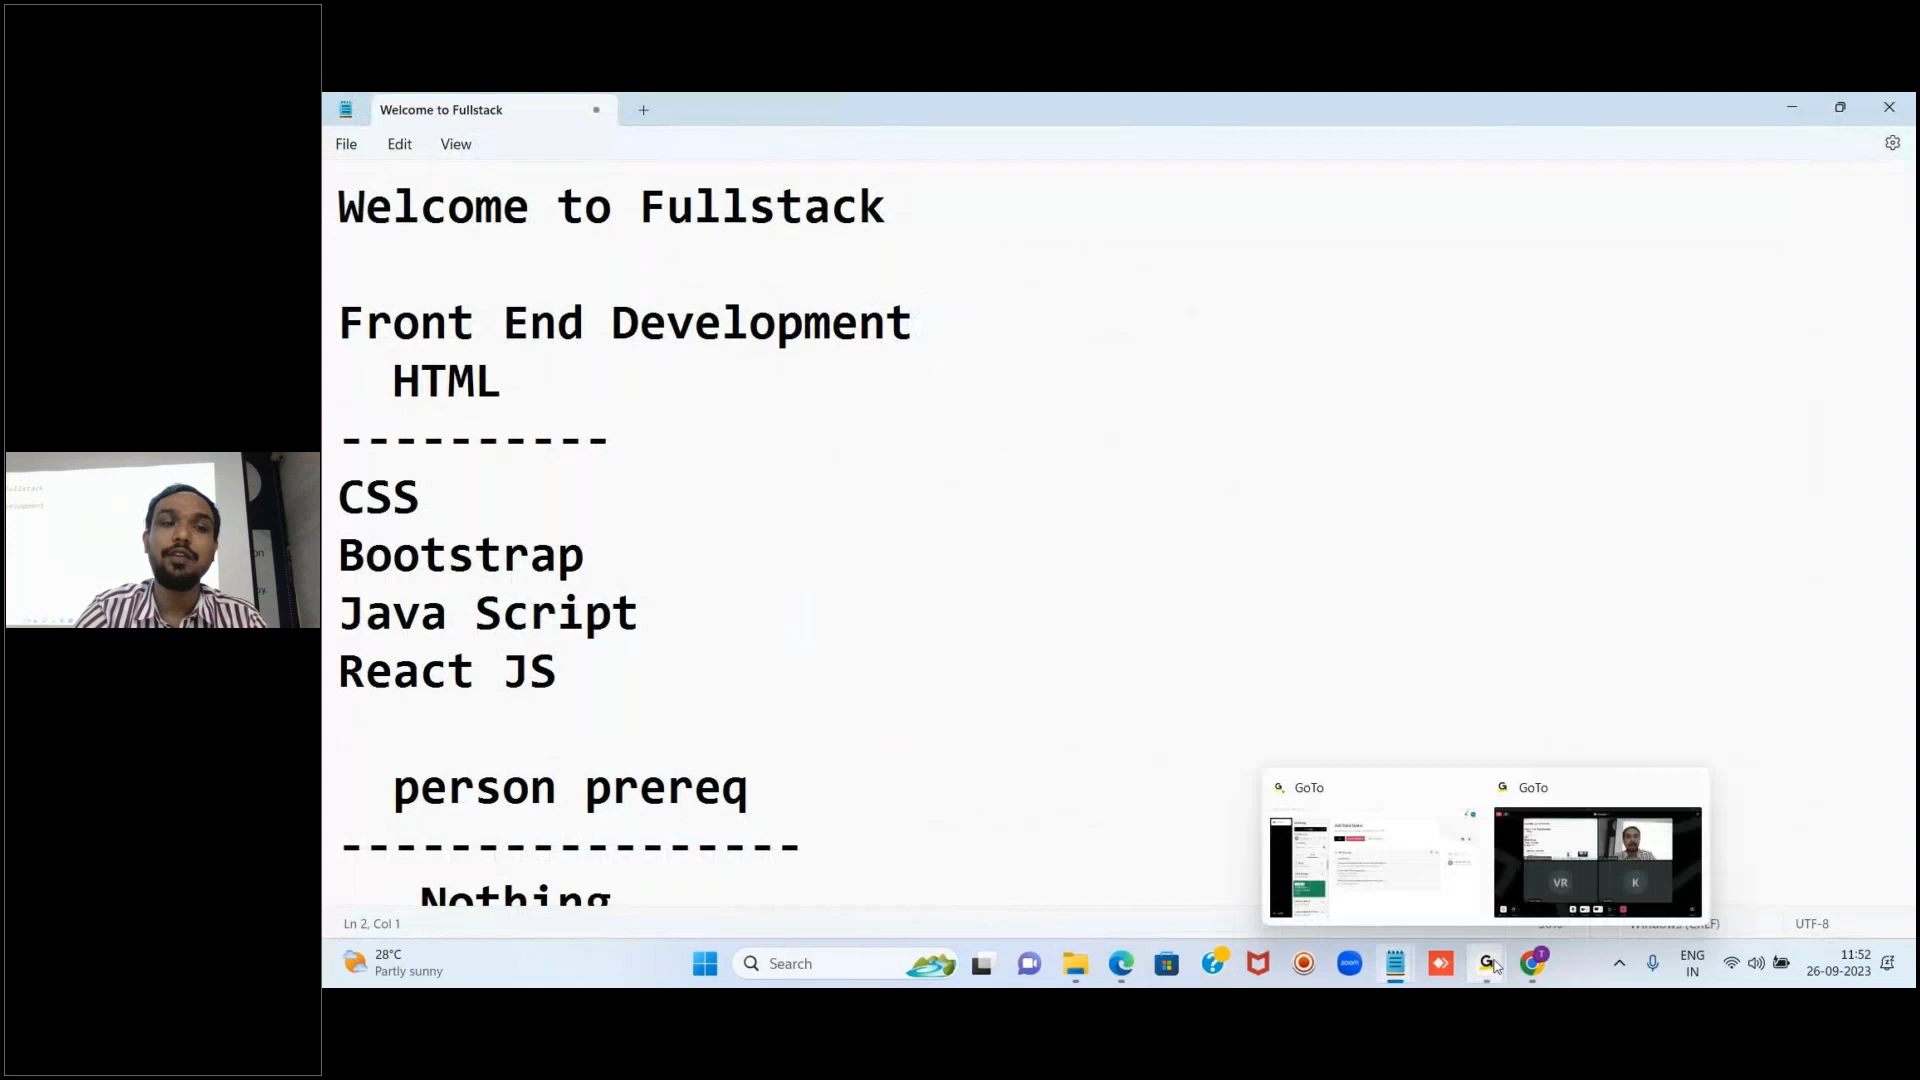 Welcome to Fullstack
File Edit View
Welcome to Fullstack
Front End Development
HTML
----------
CSS
Bootstrap
Java Script
React JS
person prereq
-----------------
Nothing
GoTo
GoTo
VR
K
Ln 2, Col 1
UTF-8
28°C
Partly sunny
Search
zoom
G
T
ENG
IN
11:52
26-09-2023